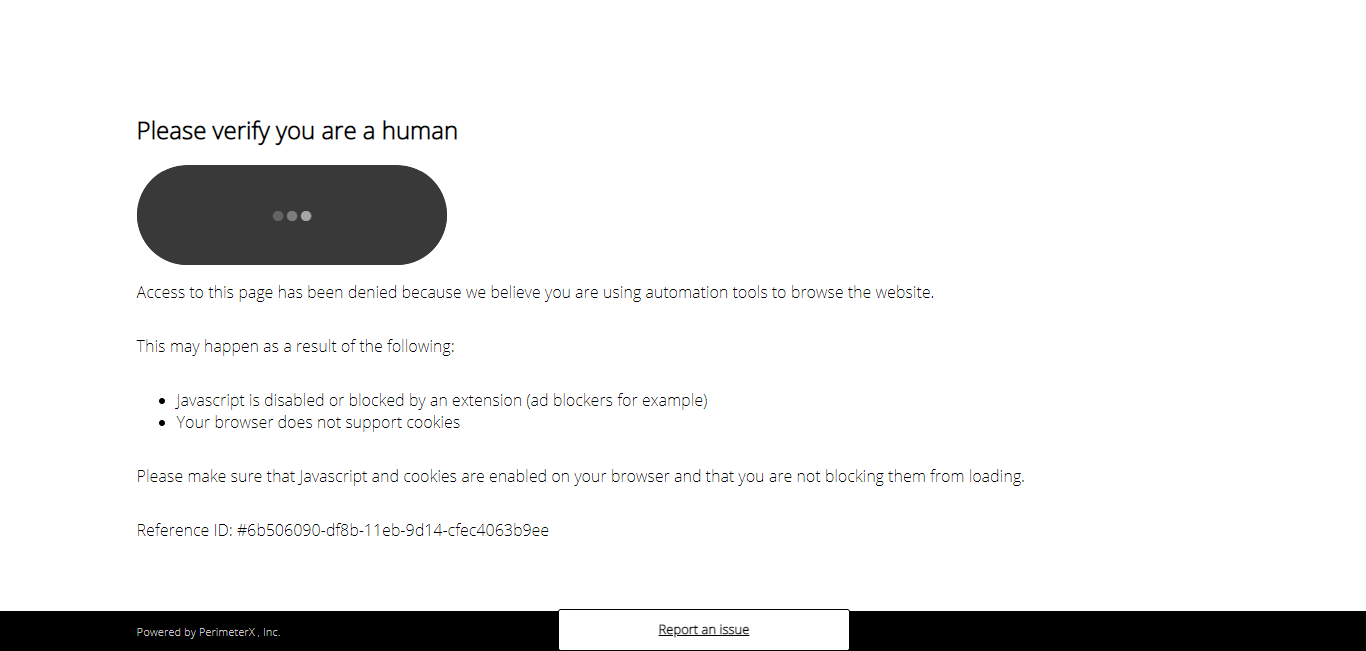 Please verify you are a human
Access to this page has been denied because we believe you are using automation tools to browse the website.
This may happen as a result of the following:
Javascript is disabled or blocked by an extension (ad blockers for example)
Your browser does not support cookies
Please make sure that Javascript and cookies are enabled on your browser and that you are not blocking them from loading.
Reference ID: #6b506090-df8b-11eb-9d14-cfec4063b9ee
Powered by PerimeterX , Inc.
Report an issue